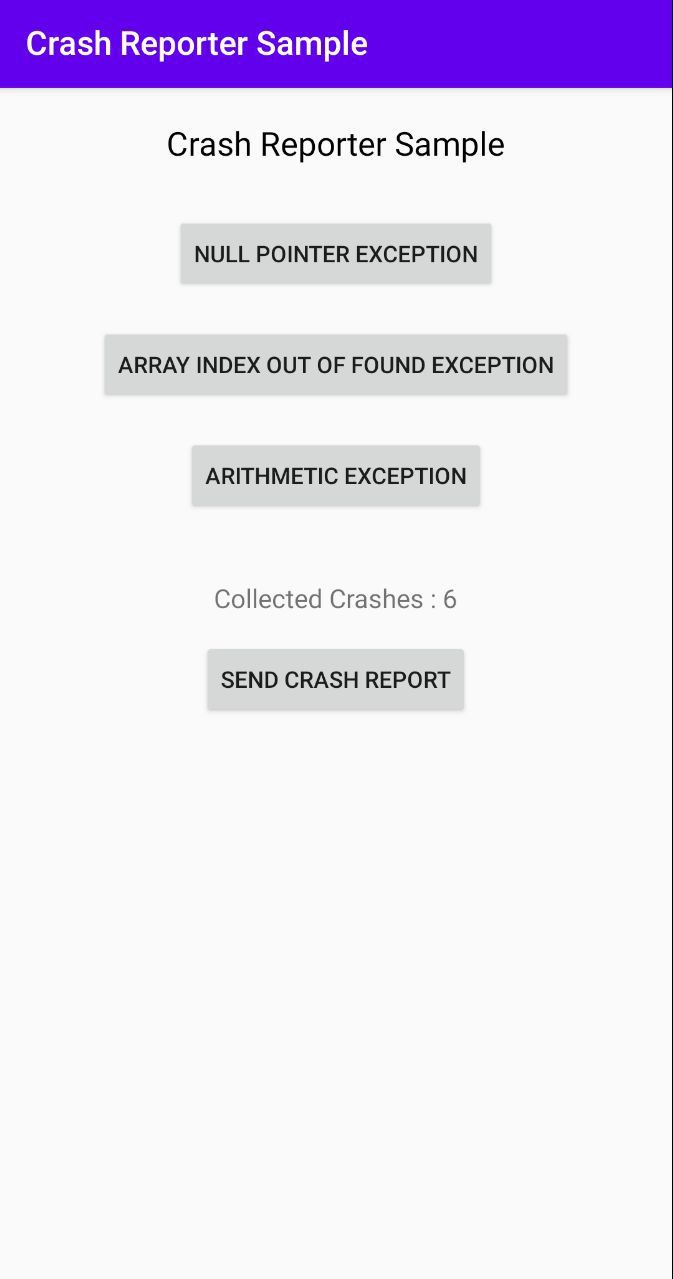 Crash Reporter Sample
Crash Reporter Sample
NULL POINTER EXCEPTION
ARRAY INDEX OUT OF FOUND EXCEPTION
ARITHMETIC EXCEPTION
Collected Crashes : 6
SEND CRASH REPORT